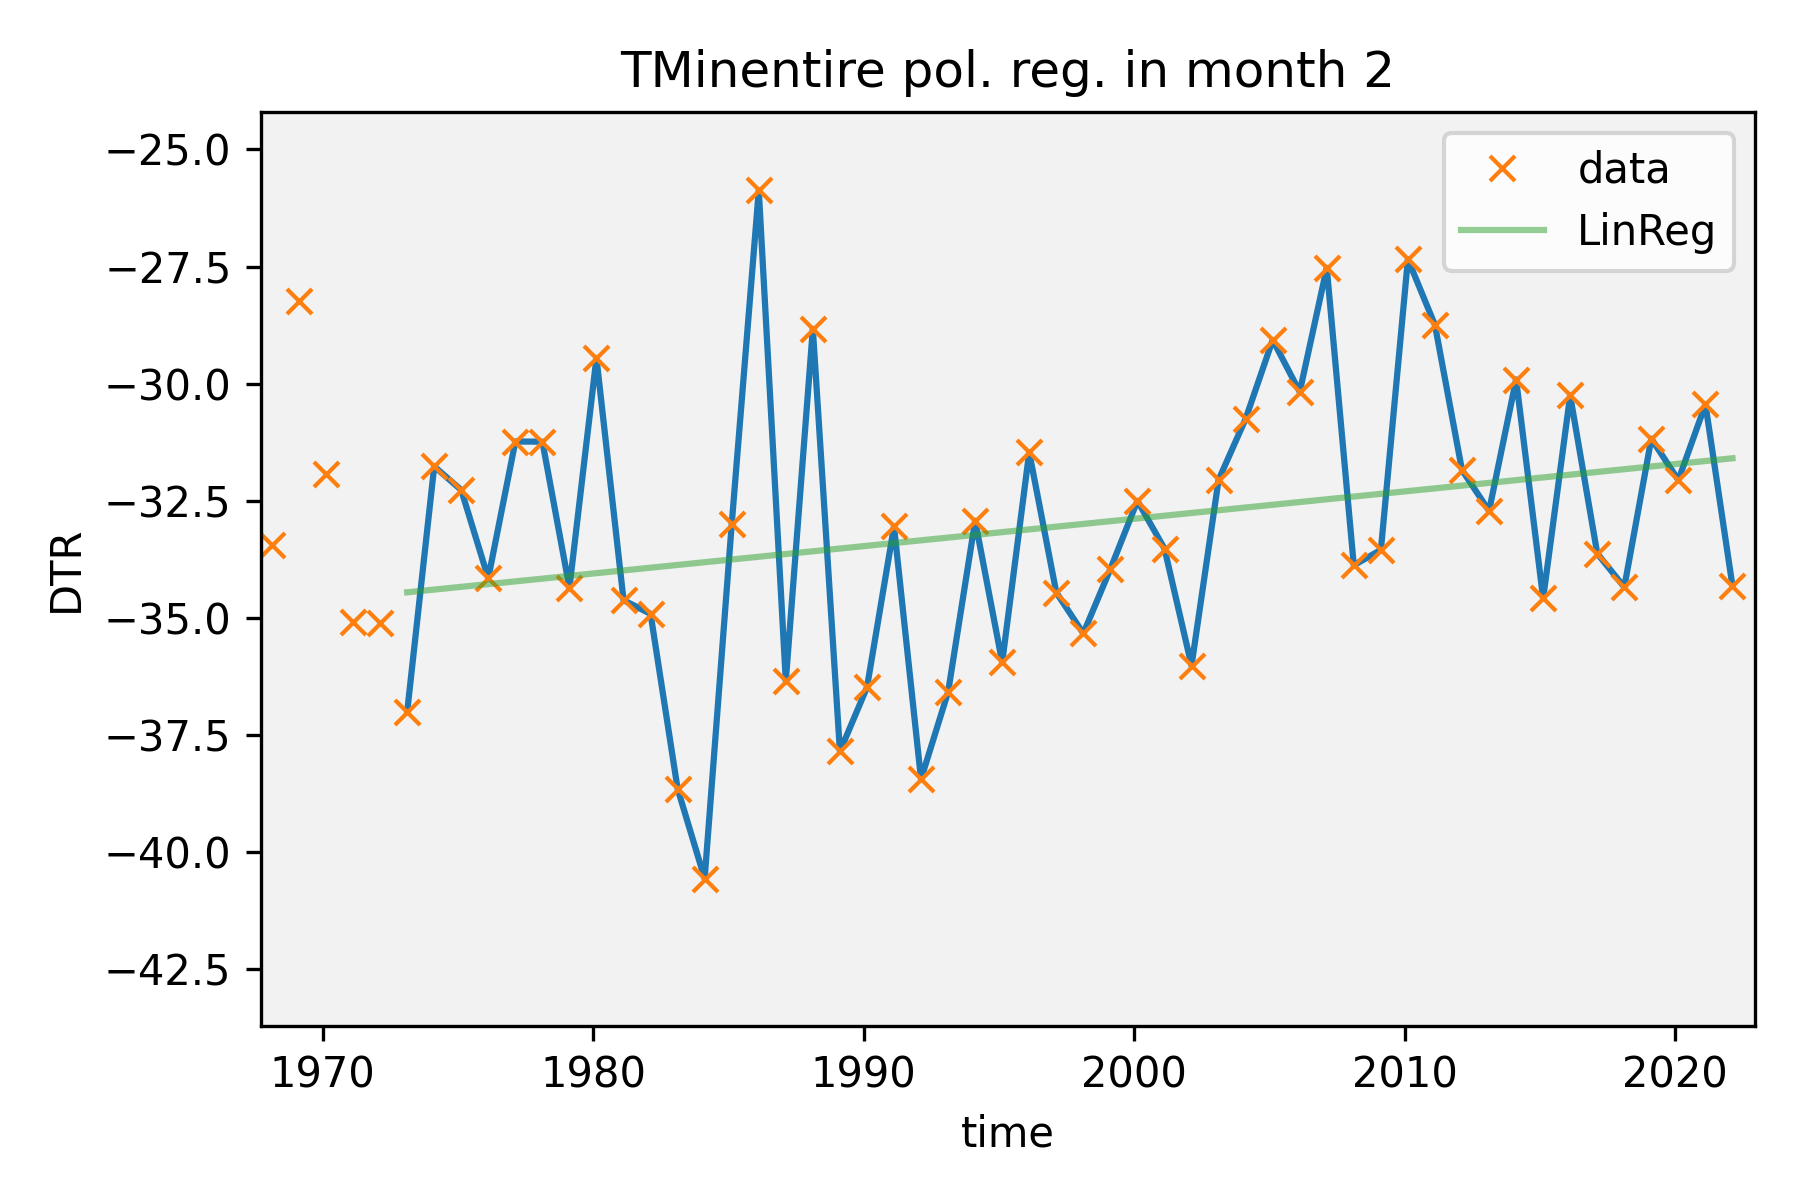 TMinentire pol. reg. in month 2
data
LinReg
−25.0
−27.5
−30.0
−32.5
−35.0
−37.5
−40.0
−42.5
DTR
1970 1980 1990 2000 2010 2020
time